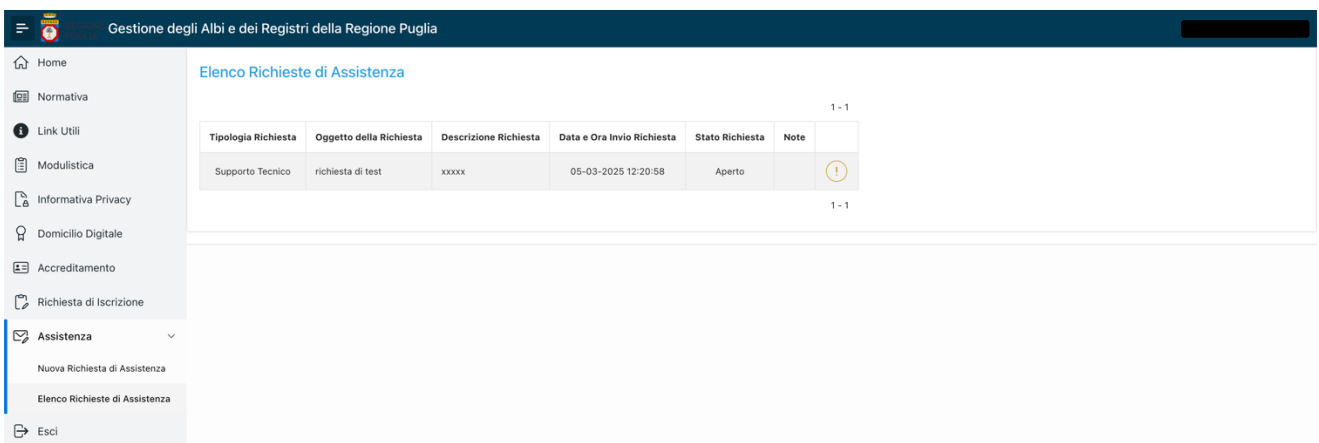 Gestione degli Albi e dei Registri della Regione Puglia
Home
Normativa
Link Utili
Modulistica
Informativa Privacy
Domicilio Digitale
Accreditamento
Richiesta di Iscrizione
Assistenza
Nuova Richiesta di Assistenza
Elenco Richieste di Assistenza
Esci
Elenco Richieste di Assistenza
1 - 1
Tipologia Richiesta Oggetto della Richiesta Descrizione Richiesta Data e Ora Invio Richiesta Stato Richiesta Note
Supporto Tecnico richiesta di test xxxxx 05-03-2025 12:20:58 Aperto
1 - 1